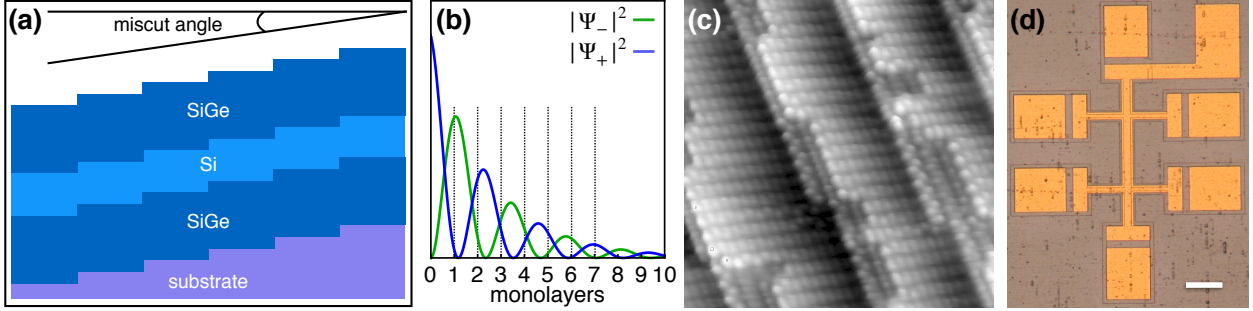 (a)
miscut angle
SiGe
Si
SiGe
substrate
(b)
|Ψ₋|²
|Ψ₊|²
0 1 2 3 4 5 6 7 8 9 10
monolayers
(c)
(d)